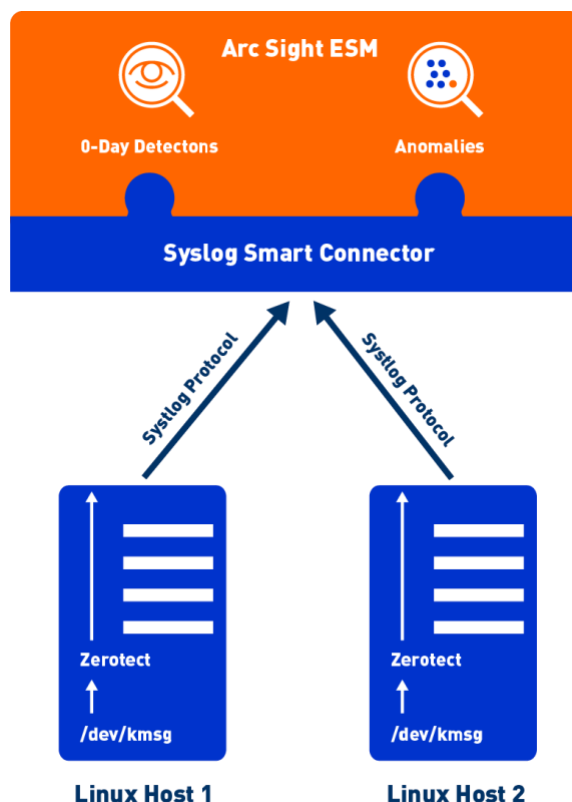 Arc Sight ESM
0-Day Detectons
Anomalies
Syslog Smart Connector
Systlog Protocol
Systlog Protocol
Zerotect
/dev/kmsg
Zerotect
/dev/kmsg
Linux Host 1
Linux Host 2